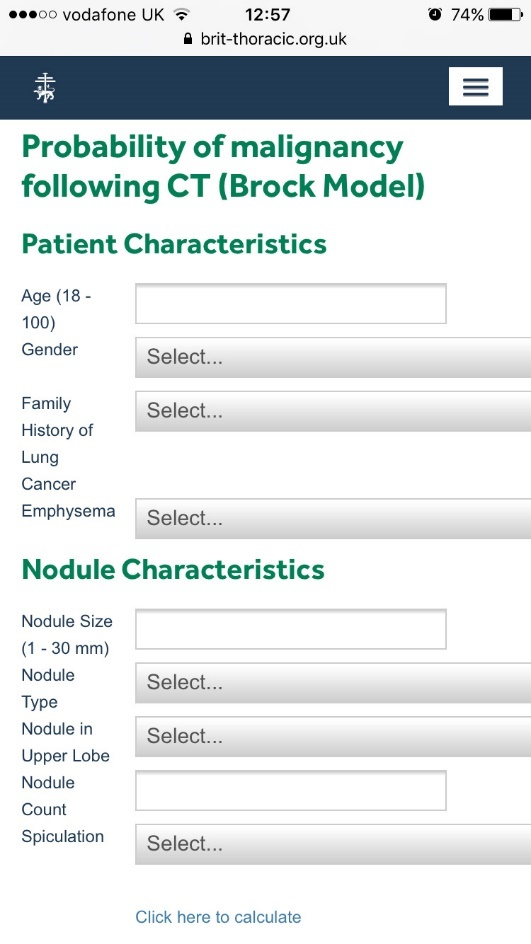 vodafone UK 12:57 74%
brit-thoracic.org.uk
Probability of malignancy
following CT (Brock Model)
Patient Characteristics
Age (18 -
100)
Gender Select...
Family Select...
History of
Lung
Cancer
Emphysema Select...
Nodule Characteristics
Nodule Size
(1 - 30 mm)
Nodule Select...
Type
Nodule in Select...
Upper Lobe
Nodule
Count
Spiculation Select...
Click here to calculate